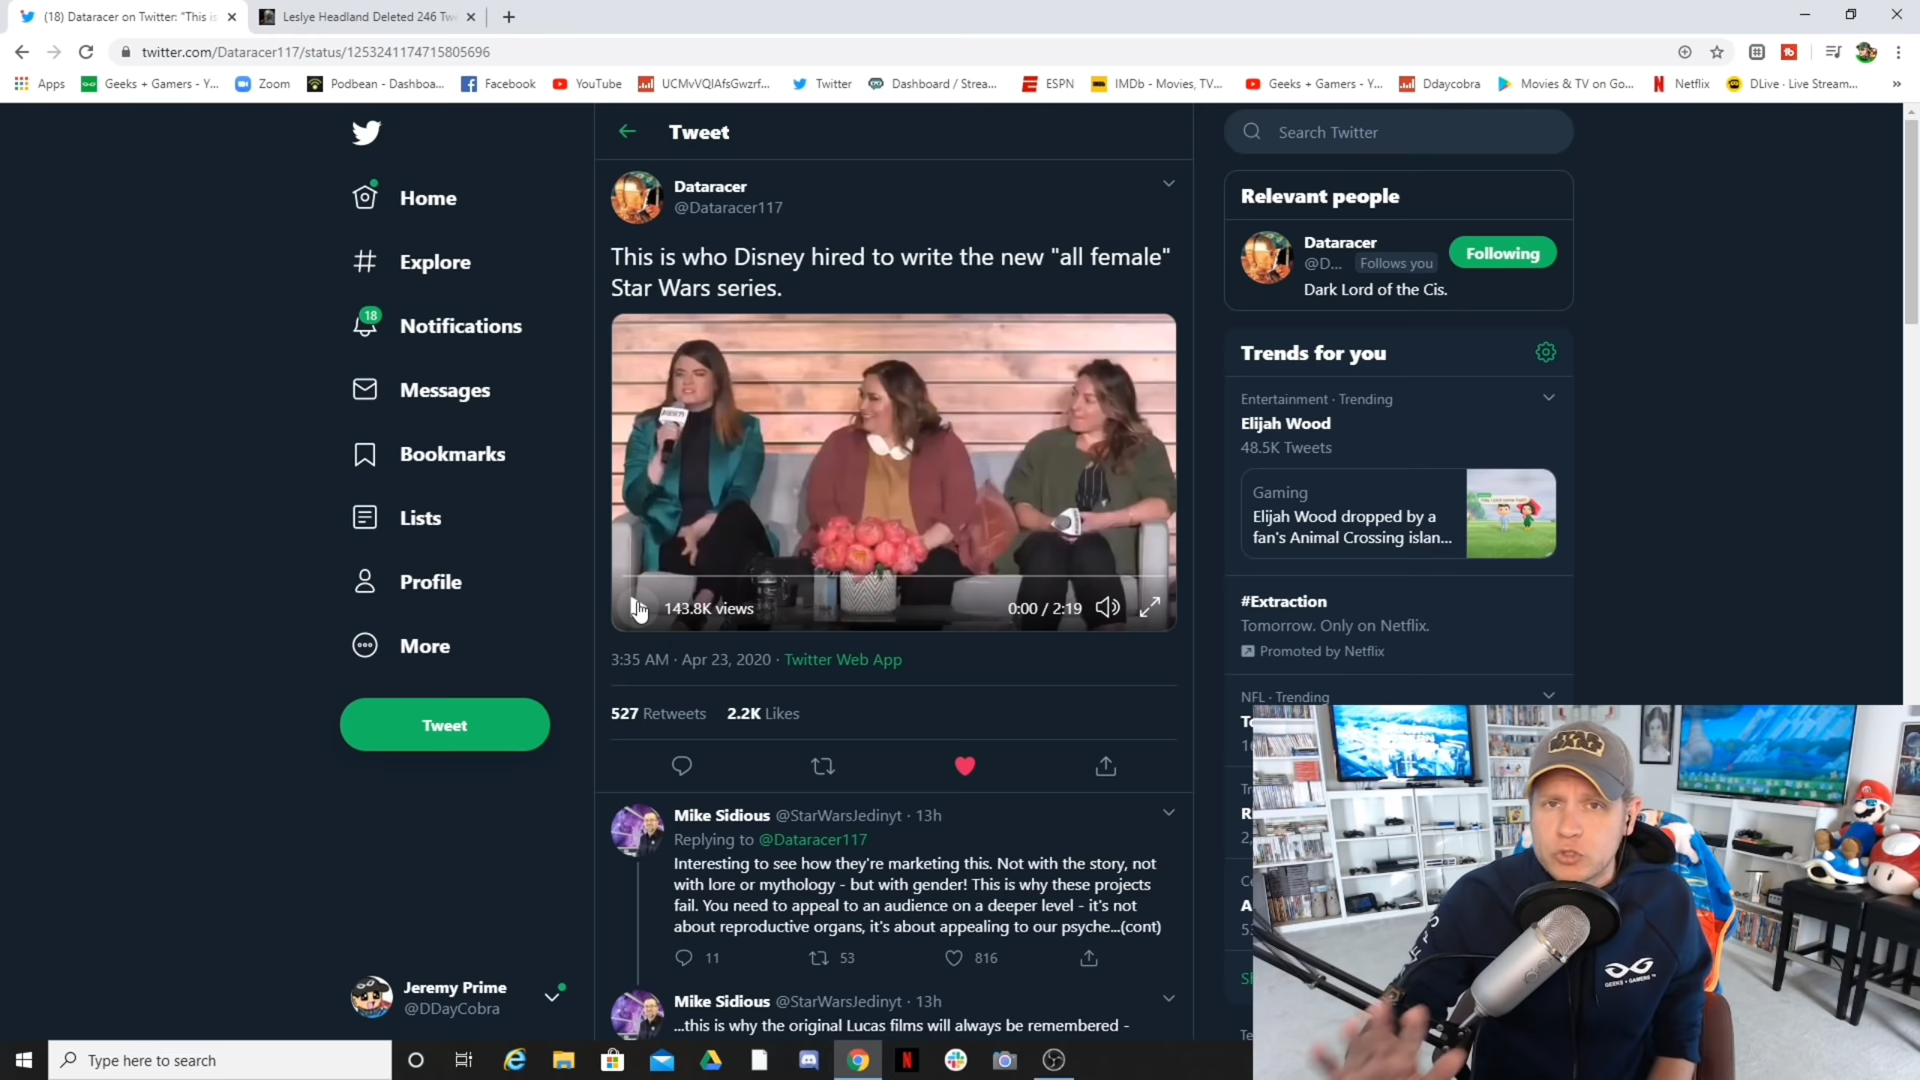 (18) Dataracer on Twitter: "This is
Leslye Headland Deleted 246 Tw
twitter.com/Dataracer117/status/1253241174715805696
Apps
Geeks + Gamers - Y...
Zoom
Podbean - Dashboa...
Facebook
YouTube
UCMvVQIAfsGwzrf...
Twitter
Dashboard / Strea...
ESPN
IMDb - Movies, TV...
Geeks + Gamers - Y...
Ddaycobra
Movies & TV on Go...
Netflix
DLive · Live Stream...
Home
Explore
18
Notifications
Messages
Bookmarks
Lists
Profile
More
Tweet
Jeremy Prime
@DDayCobra
Tweet
Dataracer
@Dataracer117
This is who Disney hired to write the new "all female"
Star Wars series.
143.8K views
0:00 / 2:19
3:35 AM · Apr 23, 2020 · Twitter Web App
527 Retweets 2.2K Likes
Mike Sidious @StarWarsJedinyt · 13h
Replying to @Dataracer117
Interesting to see how they're marketing this. Not with the story, not
with lore or mythology - but with gender! This is why these projects
fail. You need to appeal to an audience on a deeper level - it's not
about reproductive organs, it's about appealing to our psyche...(cont)
11
53
816
Mike Sidious @StarWarsJedinyt · 13h
...this is why the original Lucas films will always be remembered -
Search Twitter
Relevant people
Dataracer
@D... Follows you
Following
Dark Lord of the Cis.
Trends for you
Entertainment · Trending
Elijah Wood
48.5K Tweets
Gaming
Elijah Wood dropped by a
fan's Animal Crossing islan...
#Extraction
Tomorrow. Only on Netflix.
Promoted by Netflix
NFL · Trending
STAR WARS
GEEKS + GAMERS
Type here to search